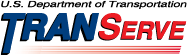 U.S. Department of Transportation
TRANSERVE